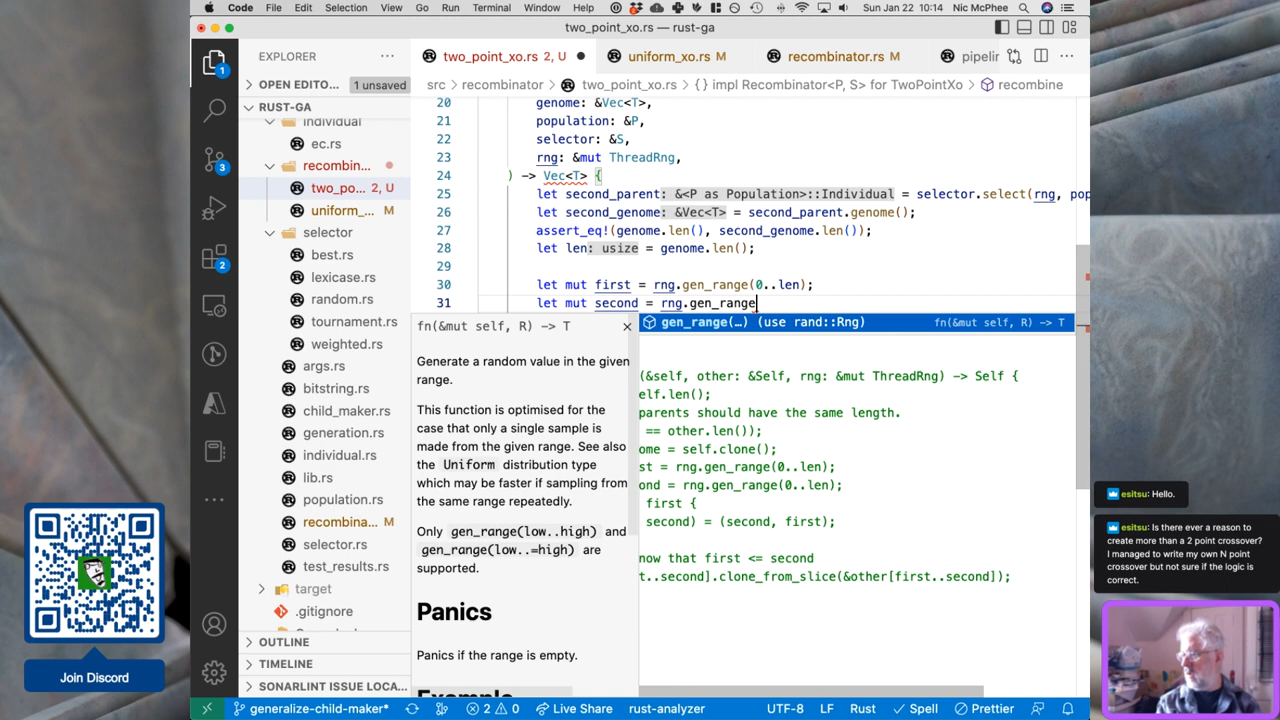 Code File Edit Selection View Go Run Terminal Window Help Sun Jan 22 10:14 Nic McPhee
two_point_xo.rs — rust-ga
EXPLORER
OPEN EDITO... 1 unsaved
RUST-GA
individual
ec.rs
recombin...
two_po... 2, U
uniform_... M
selector
best.rs
lexicase.rs
random.rs
tournament.rs
weighted.rs
args.rs
bitstring.rs
child_maker.rs
generation.rs
individual.rs
lib.rs
population.rs
recombina... M
selector.rs
test_results.rs
target
.gitignore
OUTLINE
TIMELINE
SONARLINT ISSUE LOCA...
1
3
2
two_point_xo.rs 2, U
uniform_xo.rs M
recombinator.rs M
pipelin
src > recombinator > two_point_xo.rs > {} impl Recombinator<P, S> for TwoPointXo > recombine
20 genome: &Vec<T>,
21 population: &P,
22 selector: &S,
23 rng: &mut ThreadRng,
24 ) -> Vec<T> {
25 let second_parent: &<P as Population>::Individual = selector.select(rng, pop
26 let second_genome: &Vec<T> = second_parent.genome();
27 assert_eq!(genome.len(), second_genome.len());
28 let len: usize = genome.len();
29
30 let mut first = rng.gen_range(0..len);
31 let mut second = rng.gen_range
gen_range(…) (use rand::Rng) fn(&mut self, R) -> T
fn(&mut self, R) -> T
Generate a random value in the given
range.
This function is optimised for the
case that only a single sample is
made from the given range. See also
the Uniform distribution type
which may be faster if sampling from
the same range repeatedly.
Only gen_range(low..high) and
gen_range(low..=high) are
supported.
Panics
Panics if the range is empty.
Example
(&self, other: &Self, rng: &mut ThreadRng) -> Self {
elf.len();
parents should have the same length.
== other.len());
ome = self.clone();
st = rng.gen_range(0..len);
ond = rng.gen_range(0..len);
first {
second) = (second, first);
now that first <= second
t..second].clone_from_slice(&other[first..second]);
generalize-child-maker* 2 0 Live Share rust-analyzer UTF-8 LF Rust Spell Prettier
Join Discord
esitsu: Hello.
esitsu: Is there ever a reason to
create more than a 2 point crossover?
I managed to write my own N point
crossover but not sure if the logic is
correct.